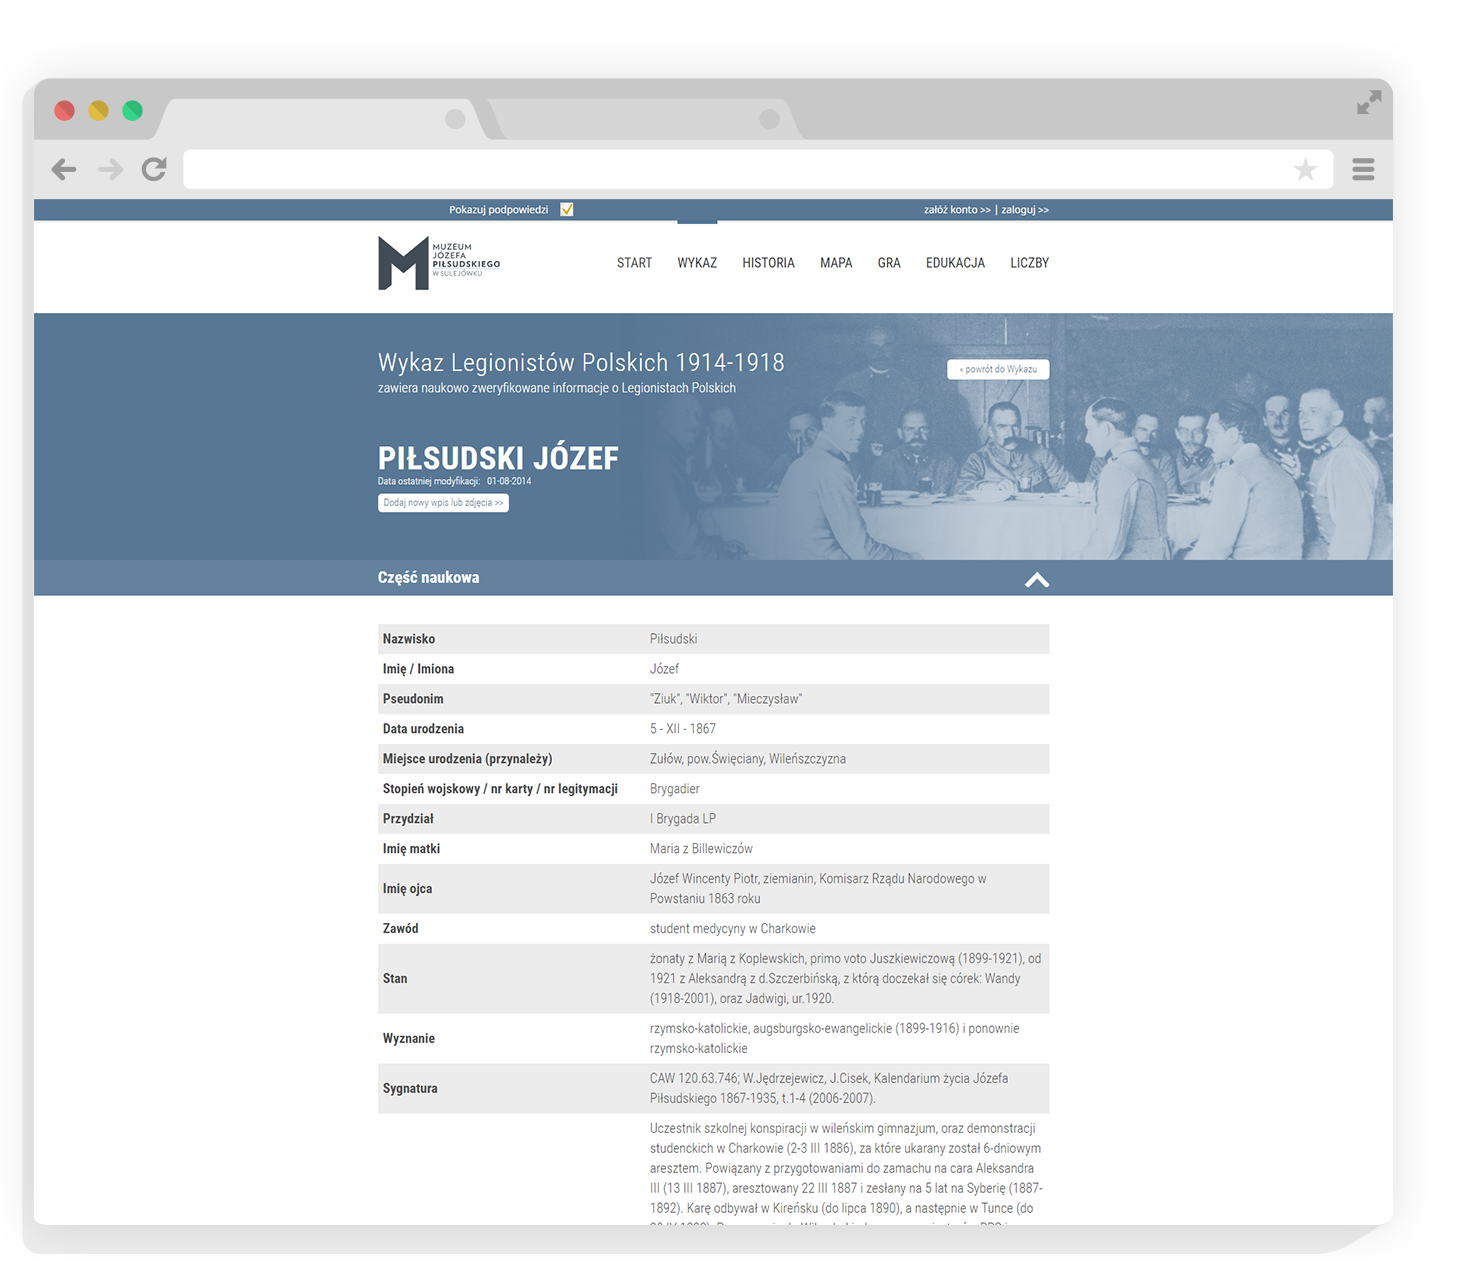 Pokazuj podpowiedzi
załóż konto >> | zaloguj >>
MUZEUM
JÓZEFA
PIŁSUDSKIEGO
W SULEJÓWKU
START WYKAZ HISTORIA MAPA GRA EDUKACJA LICZBY
Wykaz Legionistów Polskich 1914-1918
« powrót do Wykazu
zawiera naukowo zweryfikowane informacje o Legionistach Polskich
PIŁSUDSKI JÓZEF
Data ostatniej modyfikacji: 01-08-2014
Dodaj nowy wpis lub zdjęcia >>
Część naukowa
Nazwisko Piłsudski
Imię / Imiona Józef
Pseudonim "Ziuk", "Wiktor", "Mieczysław"
Data urodzenia 5 - XII - 1867
Miejsce urodzenia (przynależy) Zułów, pow.Święciany, Wileńszczyzna
Stopień wojskowy / nr karty / nr legitymacji Brygadier
Przydział I Brygada LP
Imię matki Maria z Billewiczów
Imię ojca Józef Wincenty Piotr, ziemianin, Komisarz Rządu Narodowego w
Powstaniu 1863 roku
Zawód student medycyny w Charkowie
Stan żonaty z Marią z Koplewskich, primo voto Juszkiewiczową (1899-1921), od
1921 z Aleksandrą z d.Szczerbińską, z którą doczekał się córek: Wandy
(1918-2001), oraz Jadwigi, ur.1920.
Wyznanie rzymsko-katolickie, augsburgsko-ewangelickie (1899-1916) i ponownie
rzymsko-katolickie
Sygnatura CAW 120.63.746; W.Jędrzejewicz, J.Cisek, Kalendarium życia Józefa
Piłsudskiego 1867-1935, t.1-4 (2006-2007).
Uczestnik szkolnej konspiracji w wileńskim gimnazjum, oraz demonstracji
studenckich w Charkowie (2-3 III 1886), za które ukarany został 6-dniowym
aresztem. Powiązany z przygotowaniami do zamachu na cara Aleksandra
III (13 III 1887), aresztowany 22 III 1887 i zesłany na 5 lat na Syberię (1887-
1892). Karę odbywał w Kireńsku (do lipca 1890), a następnie w Tunce (do